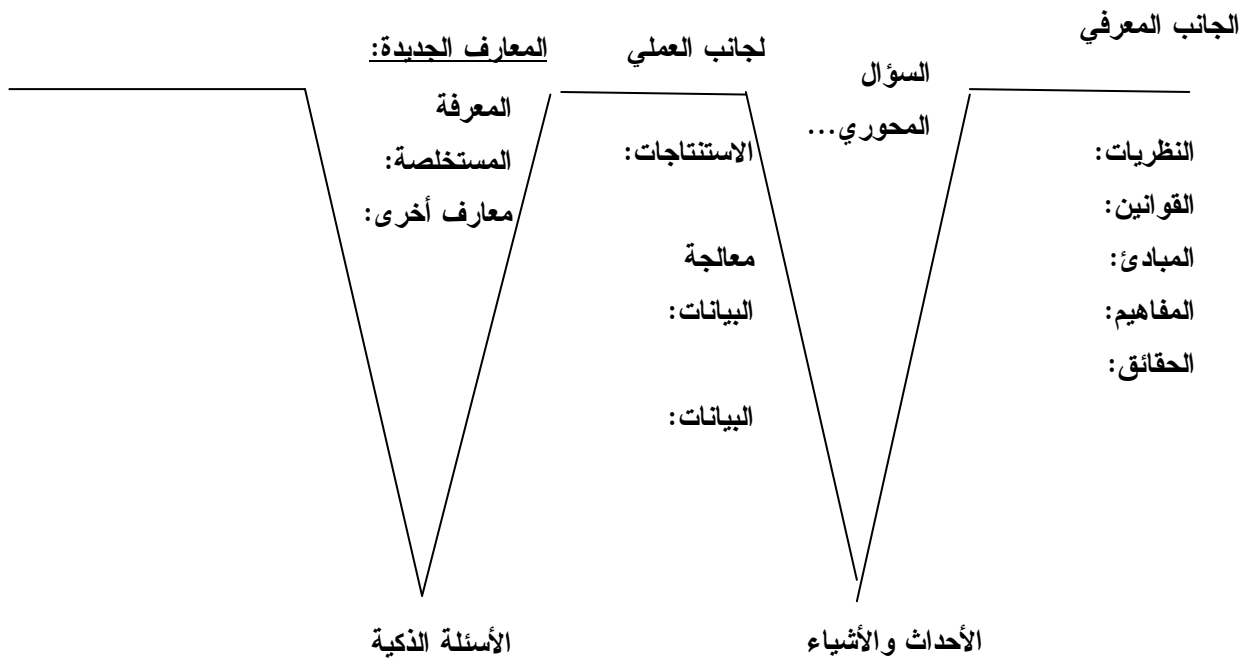 الجانب المعرفي
النظريات:
القوانين:
المبادئ:
المفاهيم:
الحقائق:
السؤال
المحوري...
الأحداث والأشياء
لجانب العملي
الاستنتاجات:
معالجة
البيانات:
البيانات:
المعارف الجديدة:
المعرفة
المستخلصة:
معارف أخرى:
الأسئلة الذكية